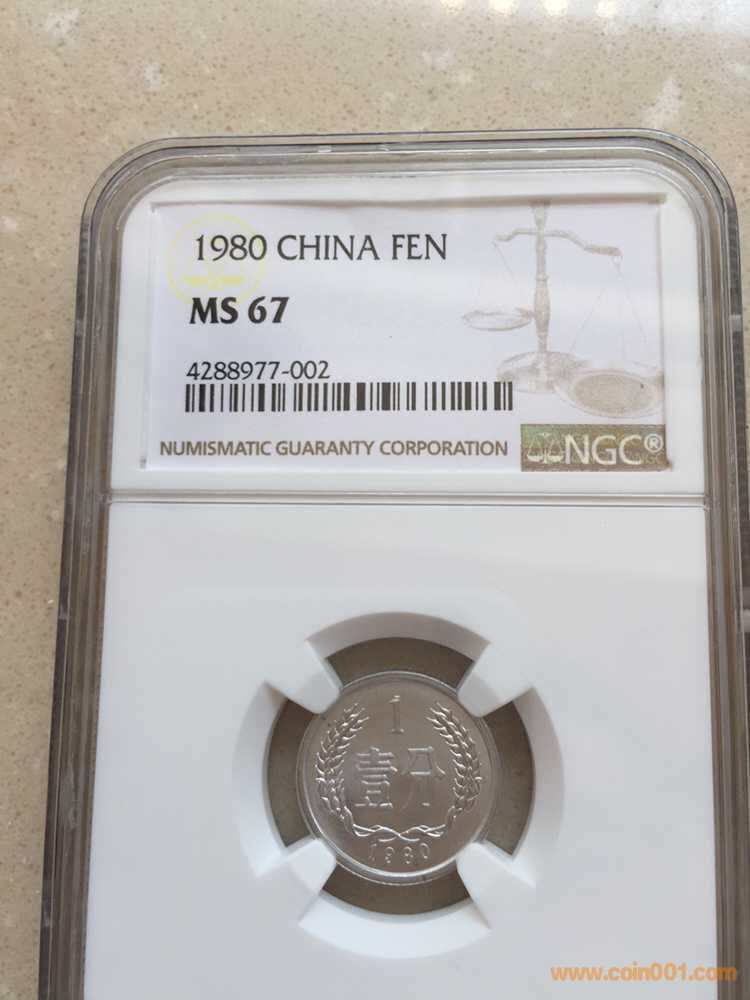 1980 CHINA FEN
MS 67
4288977-002
NUMISMATIC GUARANTY CORPORATION
NGC®
1
壹分
1980
www.coin001.com